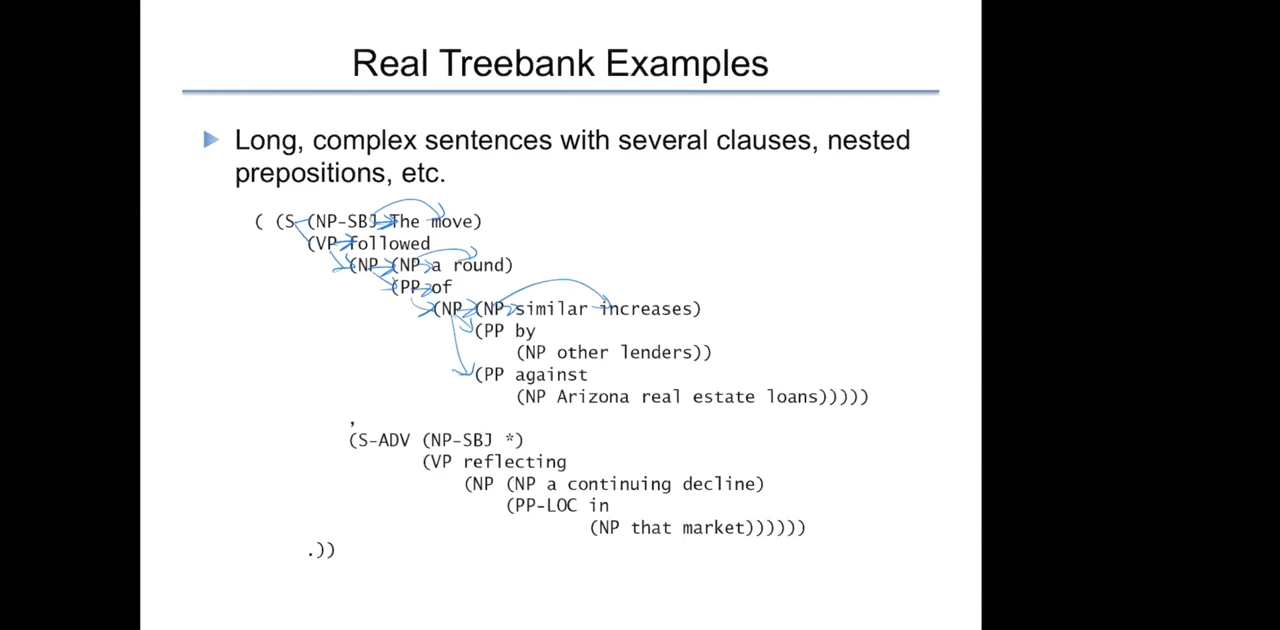 Real Treebank Examples
Long, complex sentences with several clauses, nested
prepositions, etc.
( (S (NP-SBJ The move)
(VP followed
(NP (NP a round)
(PP of
(NP (NP similar increases)
(PP by
(NP other lenders))
(PP against
(NP Arizona real estate loans)))))
,
(S-ADV (NP-SBJ *)
(VP reflecting
(NP (NP a continuing decline)
(PP-LOC in
(NP that market))))))
.))